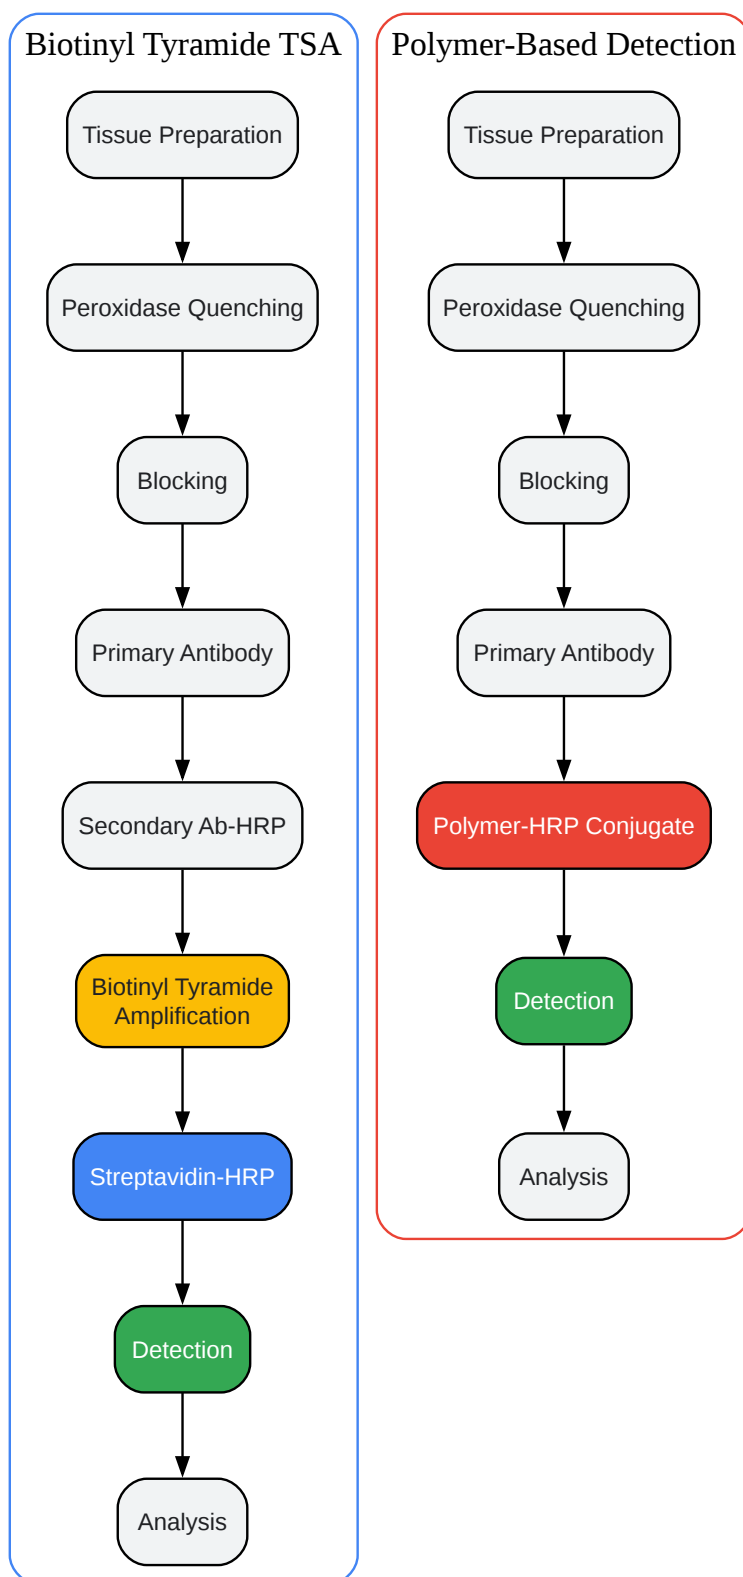 Biotinyl Tyramide TSA
Tissue Preparation
Peroxidase Quenching
Blocking
Primary Antibody
Secondary Ab-HRP
Biotinyl Tyramide
Amplification
Streptavidin-HRP
Detection
Analysis
Polymer-Based Detection
Tissue Preparation
Peroxidase Quenching
Blocking
Primary Antibody
Polymer-HRP Conjugate
Detection
Analysis